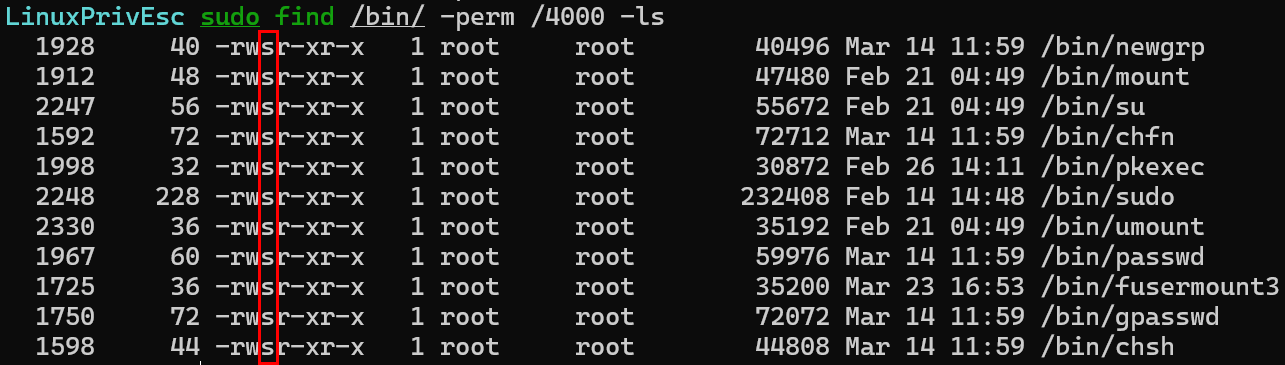 LinuxPrivEsc sudo find /bin/ -perm /4000 -ls
1928 40 -rwsr-xr-x 1 root root 40496 Mar 14 11:59 /bin/newgrp
1912 48 -rwsr-xr-x 1 root root 47480 Feb 21 04:49 /bin/mount
2247 56 -rwsr-xr-x 1 root root 55672 Feb 21 04:49 /bin/su
1592 72 -rwsr-xr-x 1 root root 72712 Mar 14 11:59 /bin/chfn
1998 32 -rwsr-xr-x 1 root root 30872 Feb 26 14:11 /bin/pkexec
2248 228 -rwsr-xr-x 1 root root 232408 Feb 14 14:48 /bin/sudo
2330 36 -rwsr-xr-x 1 root root 35192 Feb 21 04:49 /bin/umount
1967 60 -rwsr-xr-x 1 root root 59976 Mar 14 11:59 /bin/passwd
1725 36 -rwsr-xr-x 1 root root 35200 Mar 23 16:53 /bin/fusermount3
1750 72 -rwsr-xr-x 1 root root 72072 Mar 14 11:59 /bin/gpasswd
1598 44 -rwsr-xr-x 1 root root 44808 Mar 14 11:59 /bin/chsh